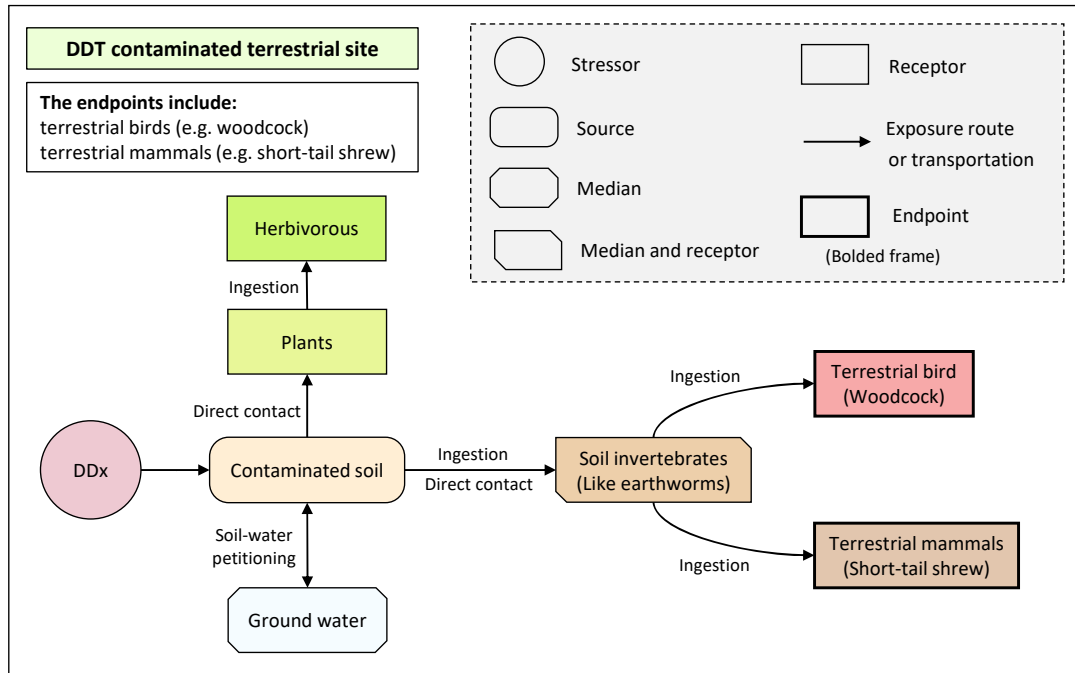 DDT contaminated terrestrial site
The endpoints include:
terrestrial birds (e.g. woodcock)
terrestrial mammals (e.g. short-tail shrew)
Stressor
Source
Median
Median and receptor
Receptor
Exposure route
or transportation
Endpoint
(Bolded frame)
Herbivorous
Ingestion
Plants
Direct contact
DDx
Contaminated soil
Ingestion
Direct contact
Soil invertebrates
(Like earthworms)
Ingestion
Terrestrial bird
(Woodcock)
Ingestion
Terrestrial mammals
(Short-tail shrew)
Soil-water
petitioning
Ground water